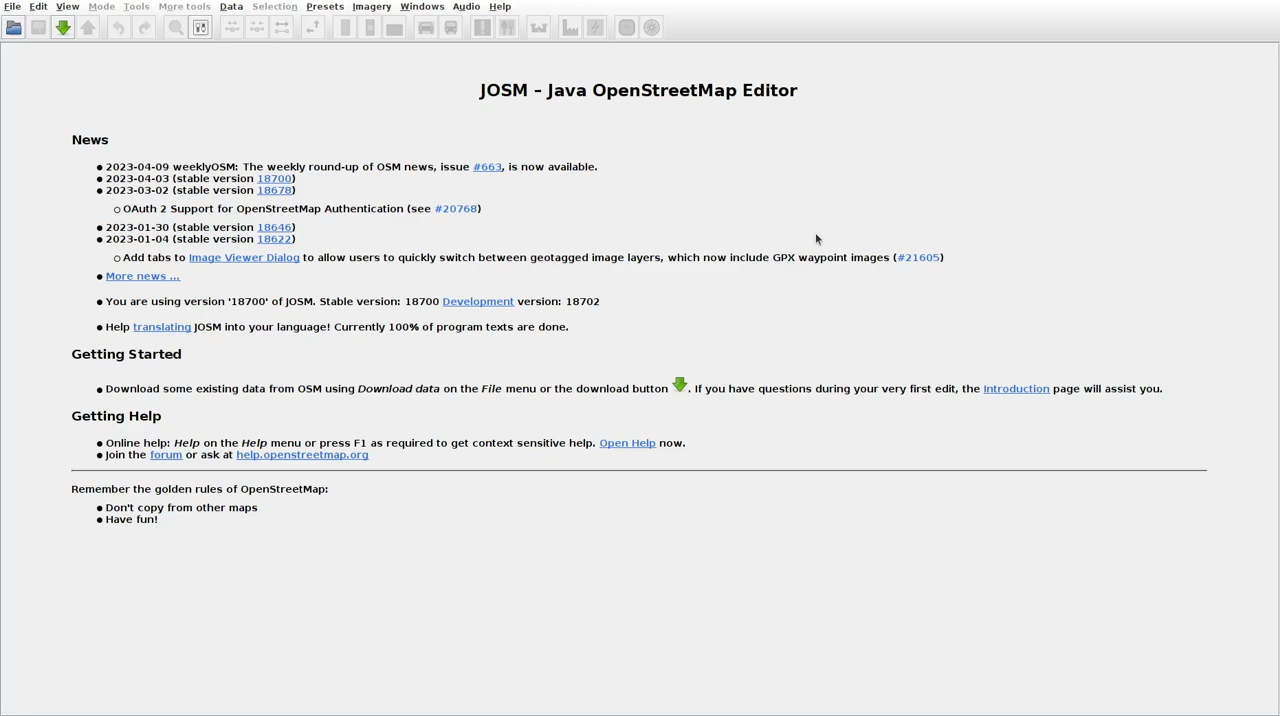 File Edit View Mode Tools More tools Data Selection Presets Imagery Windows Audio Help
JOSM – Java OpenStreetMap Editor
News
2023-04-09 weeklyOSM: The weekly round-up of OSM news, issue #663, is now available.
2023-04-03 (stable version 18700)
2023-03-02 (stable version 18678)
OAuth 2 Support for OpenStreetMap Authentication (see #20768)
2023-01-30 (stable version 18646)
2023-01-04 (stable version 18622)
Add tabs to Image Viewer Dialog to allow users to quickly switch between geotagged image layers, which now include GPX waypoint images (#21605)
More news ...
You are using version '18700' of JOSM. Stable version: 18700 Development version: 18702
Help translating JOSM into your language! Currently 100% of program texts are done.
Getting Started
Download some existing data from OSM using Download data on the File menu or the download button . If you have questions during your very first edit, the Introduction page will assist you.
Getting Help
Online help: Help on the Help menu or press F1 as required to get context sensitive help. Open Help now.
Join the forum or ask at help.openstreetmap.org
Remember the golden rules of OpenStreetMap:
Don't copy from other maps
Have fun!